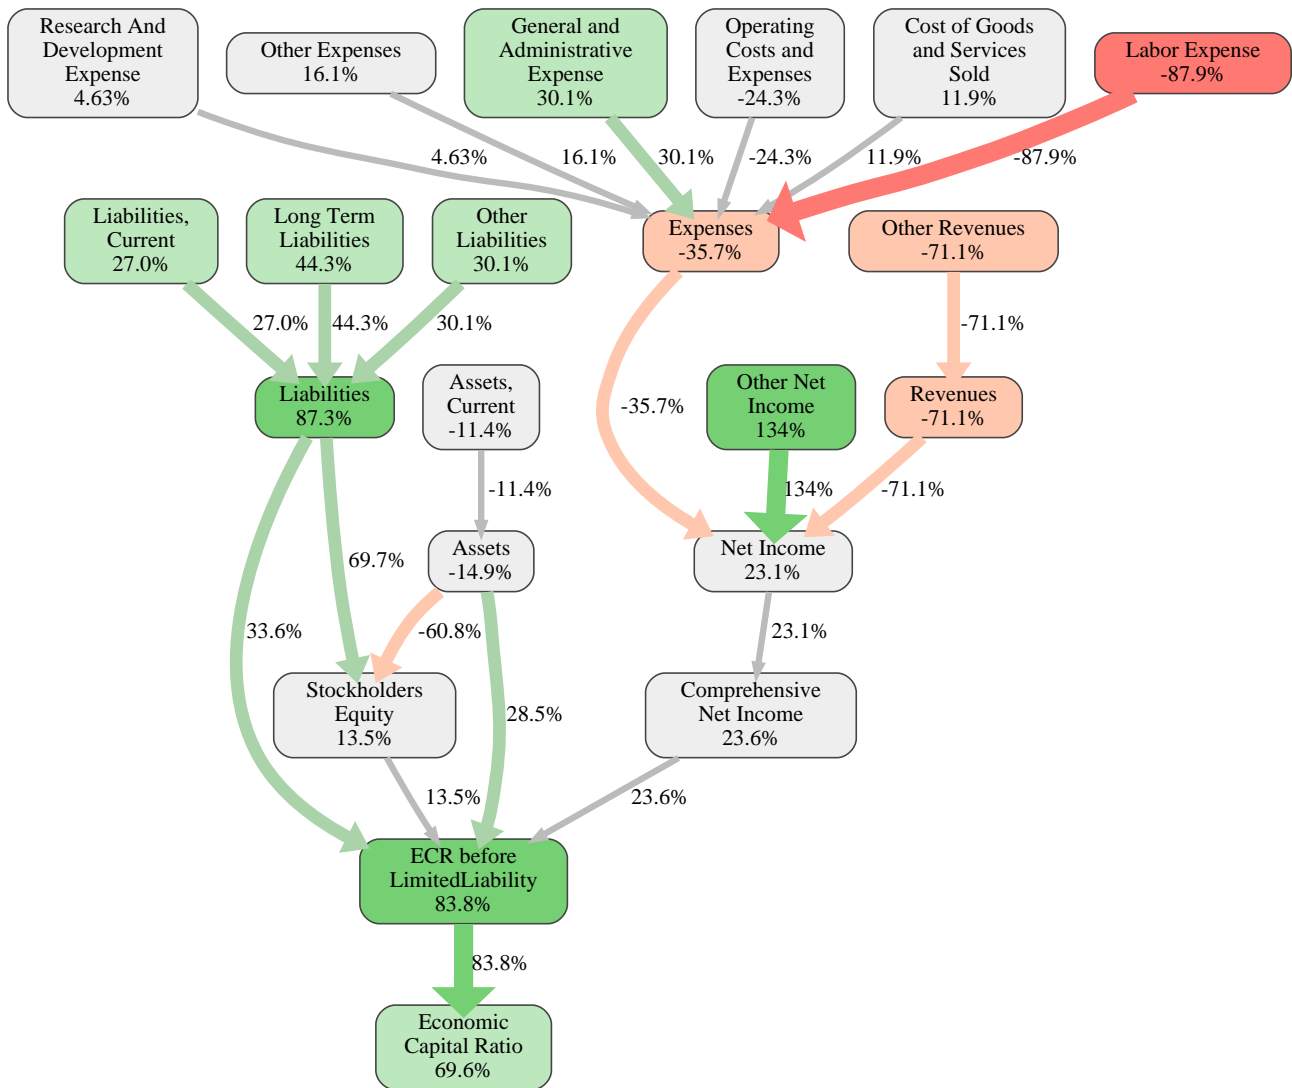 Research And
Development
Expense
4.63%
Other Expenses
16.1%
General and
Administrative
Expense
30.1%
Operating
Costs and
Expenses
-24.3%
Cost of Goods
and Services
Sold
11.9%
Labor Expense
-87.9%
4.63%
16.1%
30.1%
-24.3%
11.9%
-87.9%
Liabilities,
Current
27.0%
Long Term
Liabilities
44.3%
Other
Liabilities
30.1%
Expenses
-35.7%
Other Revenues
-71.1%
27.0%
44.3%
30.1%
-71.1%
Liabilities
87.3%
Assets,
Current
-11.4%
-35.7%
Other Net
Income
134%
Revenues
-71.1%
-11.4%
134%
-71.1%
Assets
-14.9%
Net Income
23.1%
69.7%
33.6%
-60.8%
23.1%
Stockholders
Equity
13.5%
28.5%
Comprehensive
Net Income
23.6%
13.5%
23.6%
ECR before
LimitedLiability
83.8%
83.8%
Economic
Capital Ratio
69.6%